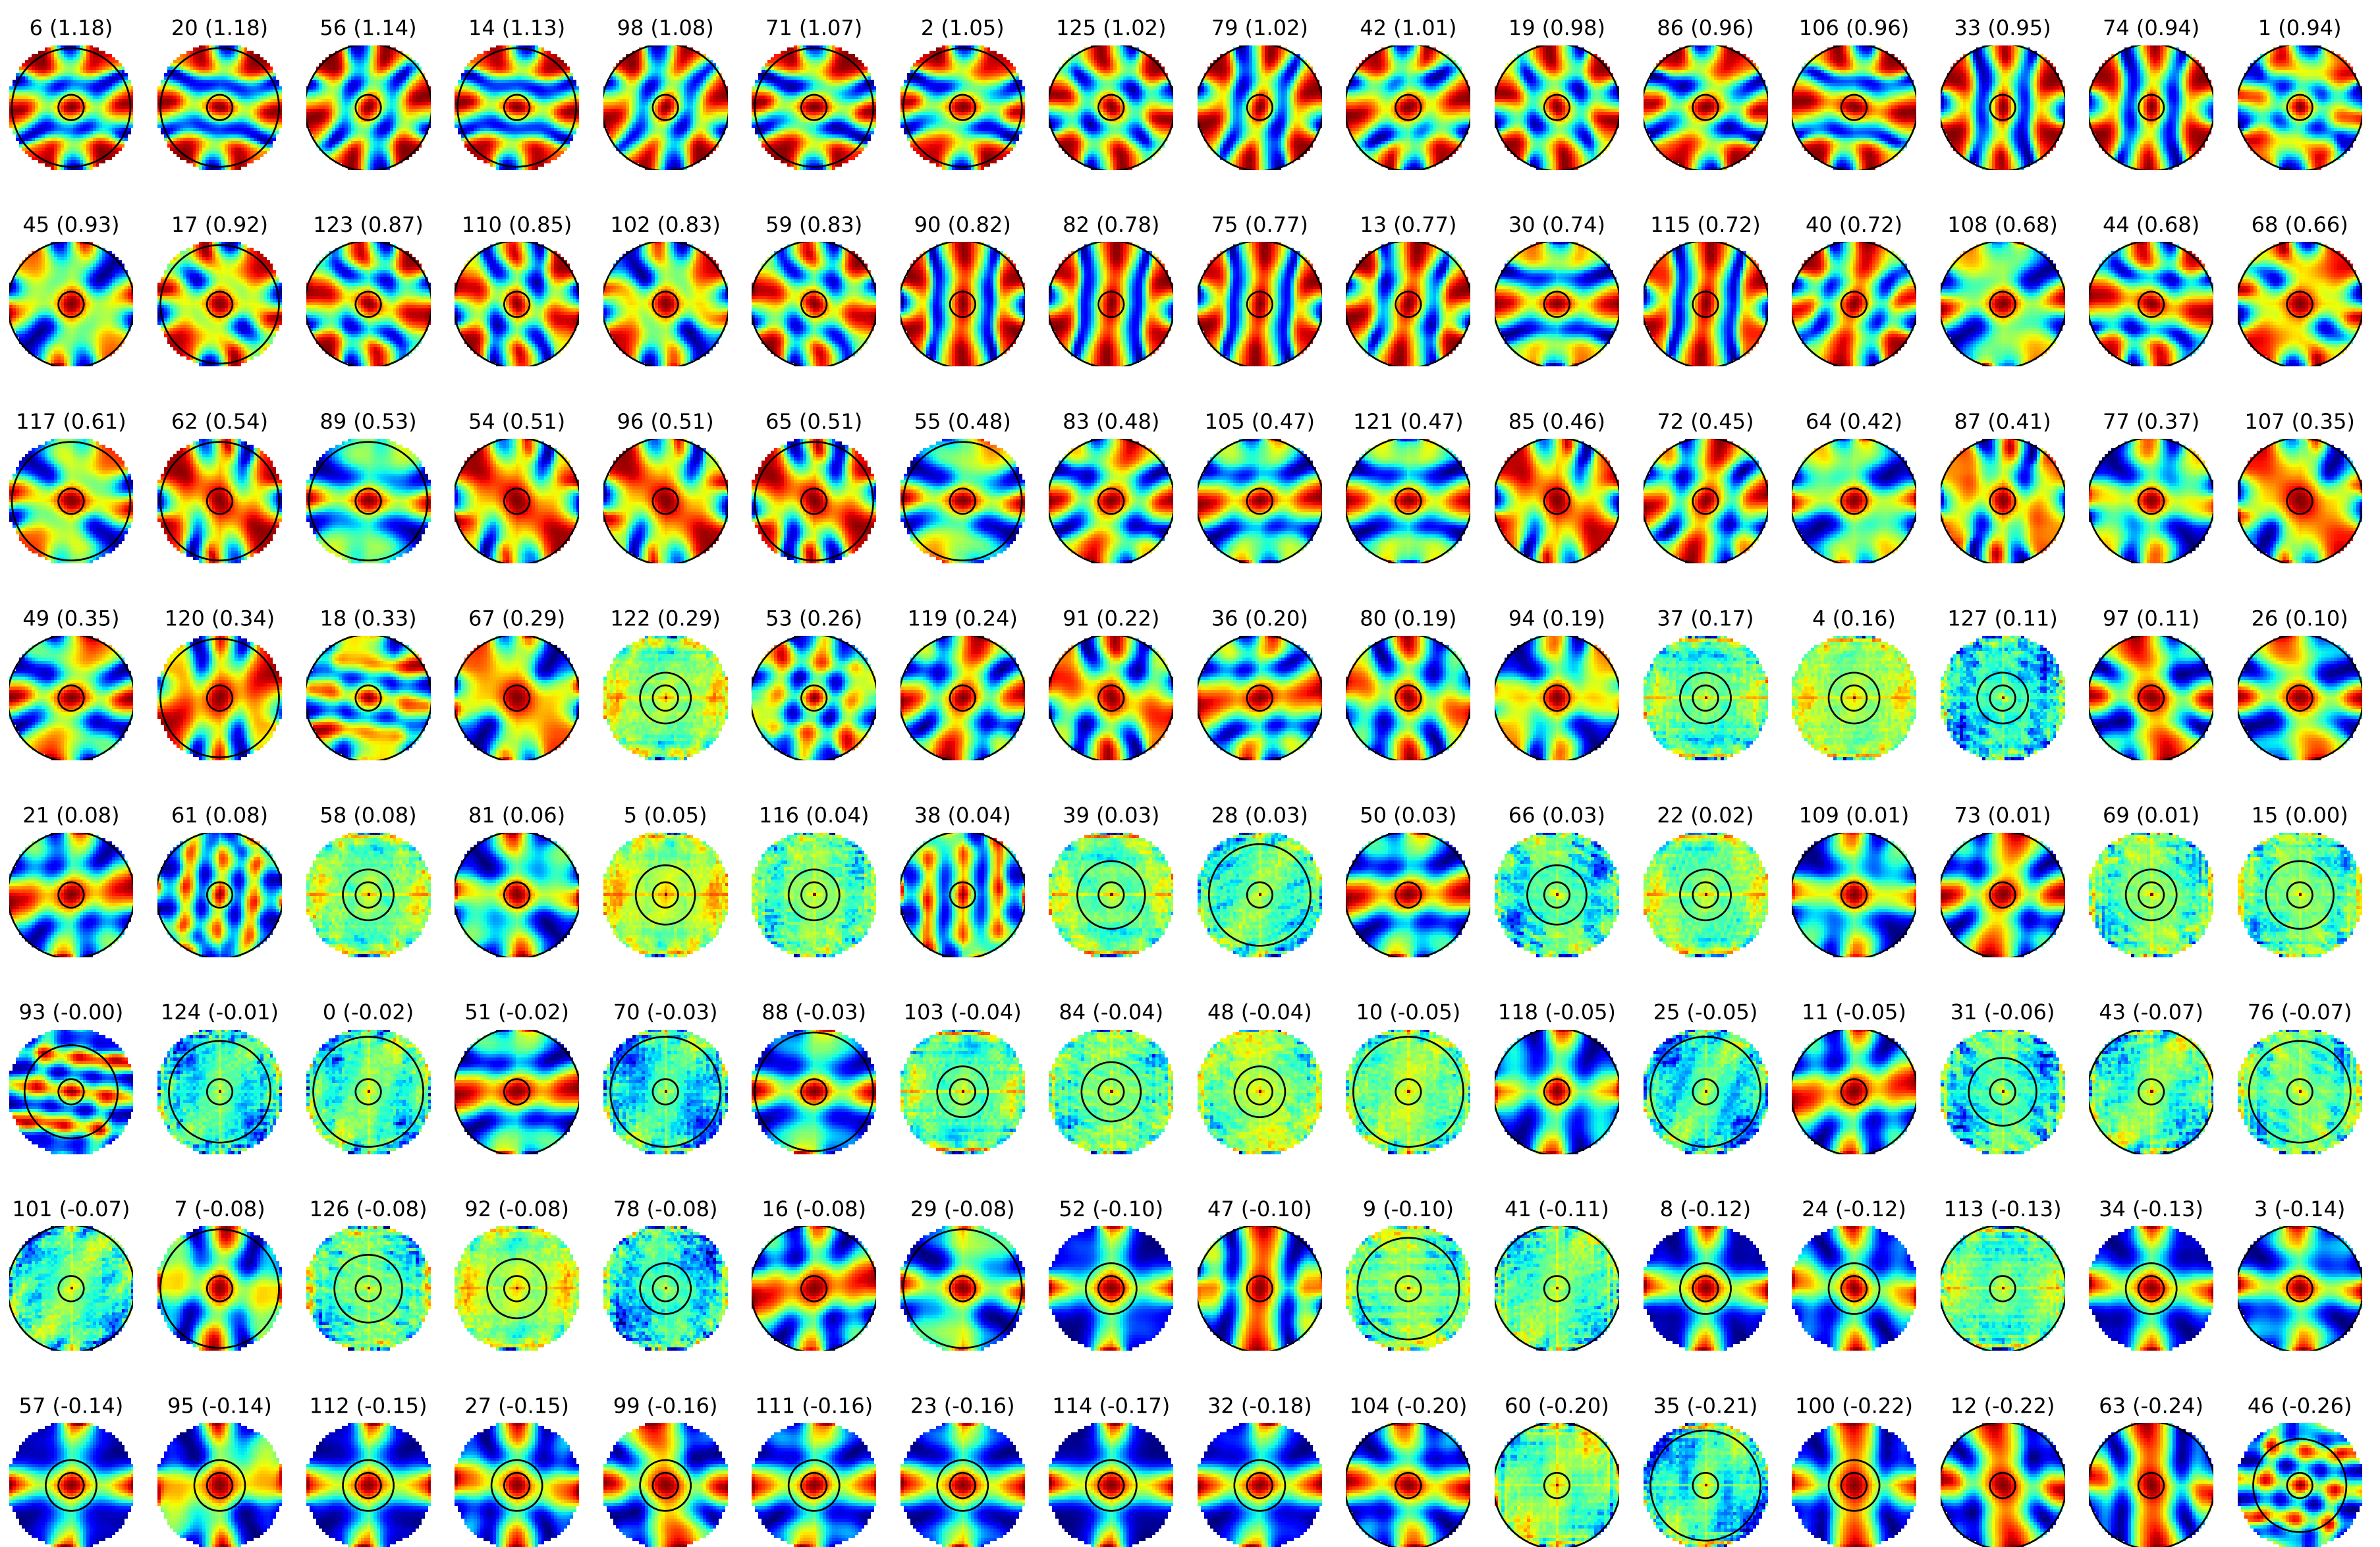 6 (1.18) 20 (1.18) 56 (1.14) 14 (1.13) 98 (1.08) 71 (1.07) 2 (1.05) 125 (1.02) 79 (1.02) 42 (1.01) 19 (0.98) 86 (0.96) 106 (0.96) 33 (0.95) 74 (0.94) 1 (0.94)
45 (0.93) 17 (0.92) 123 (0.87) 110 (0.85) 102 (0.83) 59 (0.83) 90 (0.82) 82 (0.78) 75 (0.77) 13 (0.77) 30 (0.74) 115 (0.72) 40 (0.72) 108 (0.68) 44 (0.68) 68 (0.66)
117 (0.61) 62 (0.54) 89 (0.53) 54 (0.51) 96 (0.51) 65 (0.51) 55 (0.48) 83 (0.48) 105 (0.47) 121 (0.47) 85 (0.46) 72 (0.45) 64 (0.42) 87 (0.41) 77 (0.37) 107 (0.35)
49 (0.35) 120 (0.34) 18 (0.33) 67 (0.29) 122 (0.29) 53 (0.26) 119 (0.24) 91 (0.22) 36 (0.20) 80 (0.19) 94 (0.19) 37 (0.17) 4 (0.16) 127 (0.11) 97 (0.11) 26 (0.10)
21 (0.08) 61 (0.08) 58 (0.08) 81 (0.06) 5 (0.05) 116 (0.04) 38 (0.04) 39 (0.03) 28 (0.03) 50 (0.03) 66 (0.03) 22 (0.02) 109 (0.01) 73 (0.01) 69 (0.01) 15 (0.00)
93 (-0.00) 124 (-0.01) 0 (-0.02) 51 (-0.02) 70 (-0.03) 88 (-0.03) 103 (-0.04) 84 (-0.04) 48 (-0.04) 10 (-0.05) 118 (-0.05) 25 (-0.05) 11 (-0.05) 31 (-0.06) 43 (-0.07) 76 (-0.07)
101 (-0.07) 7 (-0.08) 126 (-0.08) 92 (-0.08) 78 (-0.08) 16 (-0.08) 29 (-0.08) 52 (-0.10) 47 (-0.10) 9 (-0.10) 41 (-0.11) 8 (-0.12) 24 (-0.12) 113 (-0.13) 34 (-0.13) 3 (-0.14)
57 (-0.14) 95 (-0.14) 112 (-0.15) 27 (-0.15) 99 (-0.16) 111 (-0.16) 23 (-0.16) 114 (-0.17) 32 (-0.18) 104 (-0.20) 60 (-0.20) 35 (-0.21) 100 (-0.22) 12 (-0.22) 63 (-0.24) 46 (-0.26)